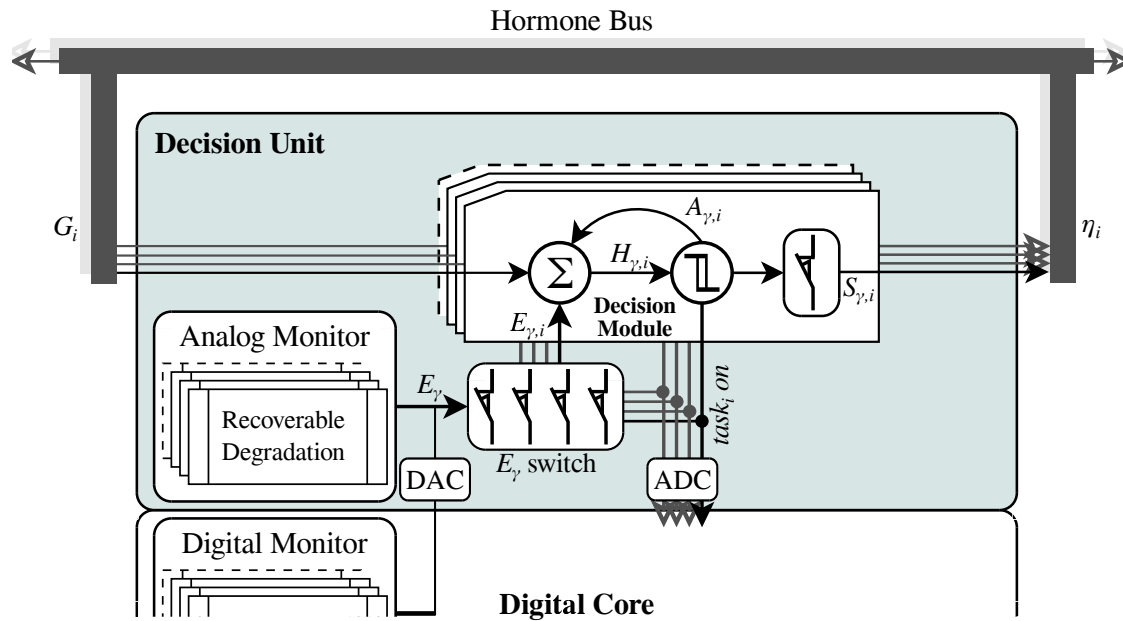 Hormone Bus
Decision Unit
G_i
η_i
A_γ,i
Σ
H_γ,i
S_γ,i
Decision
Module
E_γ,i
Analog Monitor
Recoverable
Degradation
E_γ
E_γ switch
task_i on
DAC
ADC
Digital Monitor
Digital Core